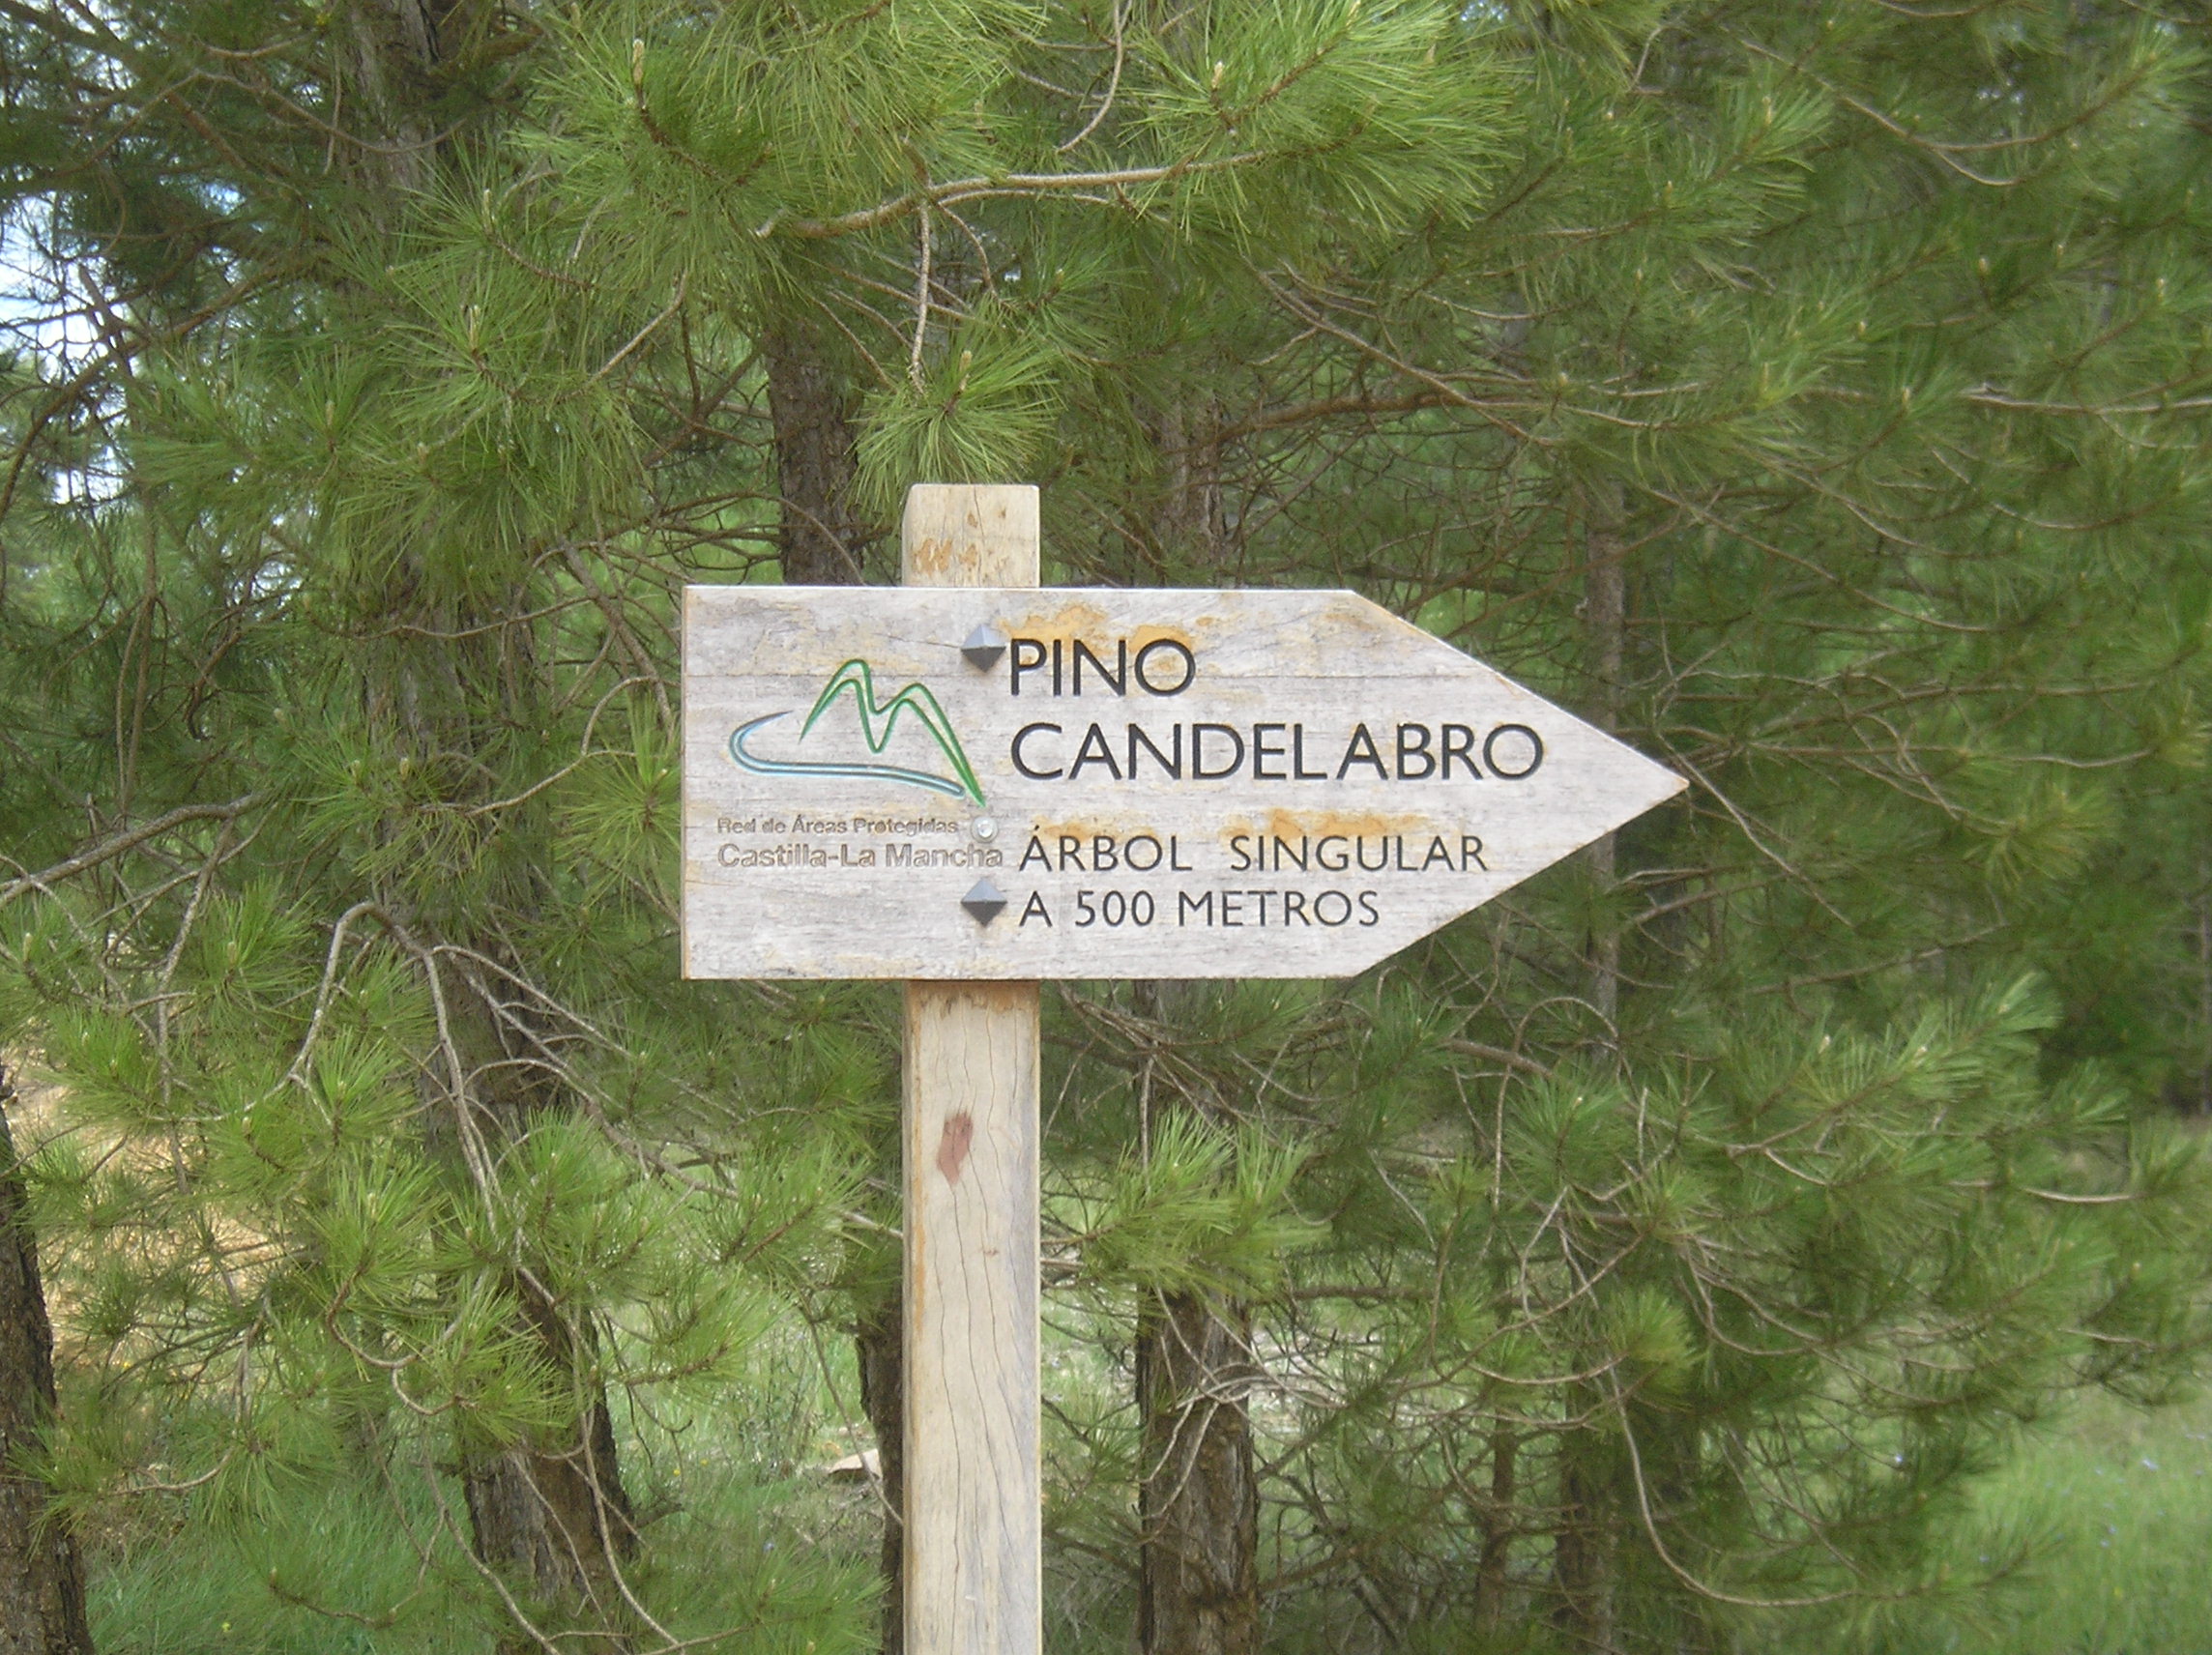 PINO
CANDELABRO
Red de Áreas Protegidas
Castilla-La Mancha
ÁRBOL SINGULAR
A 500 METROS